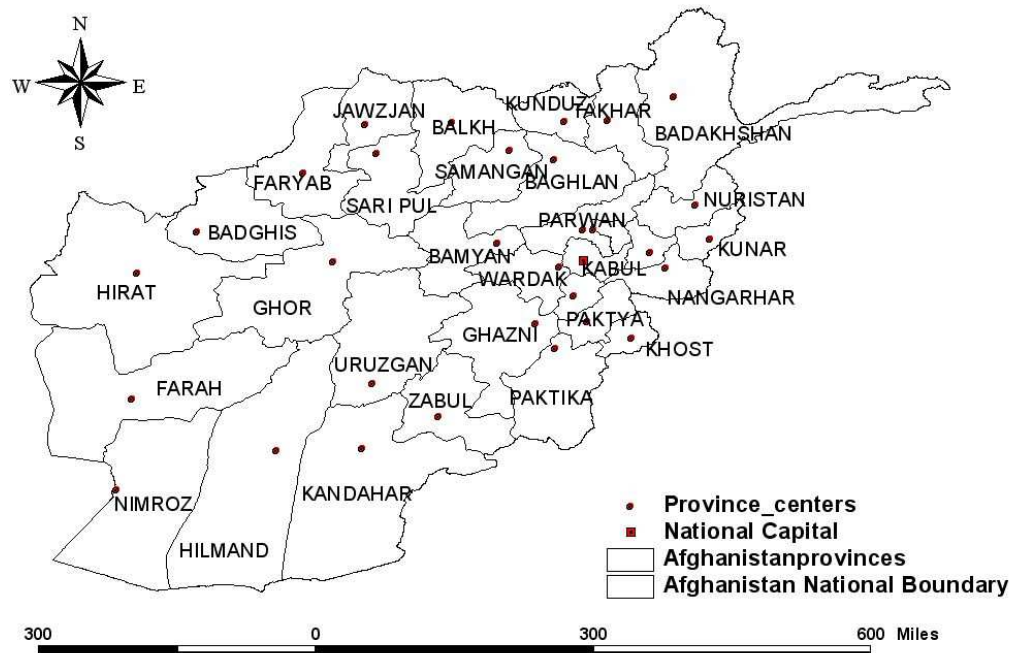 N
W E
S
KUNDUZ
JAWZJAN
TAKHAR
BALKH
BADAKHSHAN
SAMANGAN
BAGHLAN
FARYAB
NURISTAN
SARI PUL
PARWAN
BADGHIS
KUNAR
BAMYAN
KABUL
WARDAK
HIRAT
NANGARHAR
GHOR
PAKTYA
GHAZNI
KHOST
URUZGAN
FARAH
ZABUL
PAKTIKA
KANDAHAR
NIMROZ
HILMAND
Province_centers
National Capital
Afghanistanprovinces
Afghanistan National Boundary
300 0 300 600 Miles